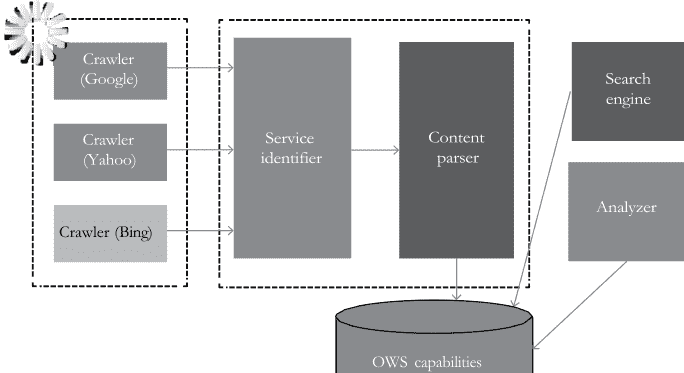 Crawler
(Google)
Crawler
(Yahoo)
Crawler (Bing)
Service
identifier
Content
parser
Search
engine
Analyzer
OWS capabilities